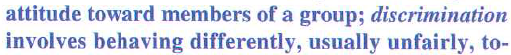 attitude toward members of a group; discrimination
involves behaving differently, usually unfairly, to-